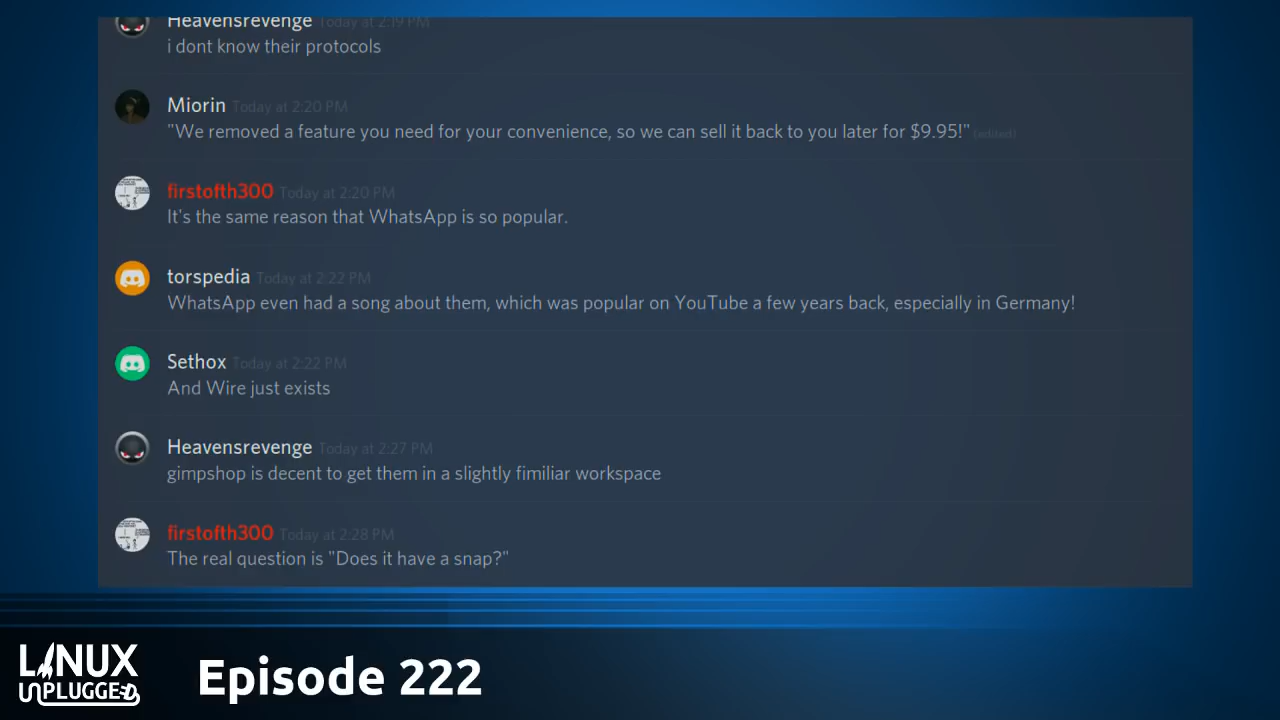 Heavensrevenge Today at 2:19 PM
i dont know their protocols
Miorin Today at 2:20 PM
"We removed a feature you need for your convenience, so we can sell it back to you later for $9.95!" (edited)
firstofth300 Today at 2:20 PM
It's the same reason that WhatsApp is so popular.
torspedia Today at 2:22 PM
WhatsApp even had a song about them, which was popular on YouTube a few years back, especially in Germany!
Sethox Today at 2:22 PM
And Wire just exists
Heavensrevenge Today at 2:27 PM
gimpshop is decent to get them in a slightly fimiliar workspace
firstofth300 Today at 2:28 PM
The real question is "Does it have a snap?"
LINUX
UNPLUGGED
Episode 222